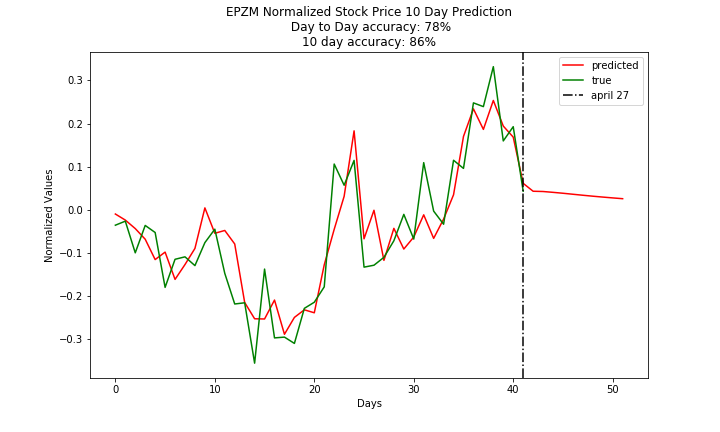 EPZM Normalized Stock Price 10 Day Prediction
Day to Day accuracy: 78%
10 day accuracy: 86%
predicted
true
april 27
Normalized Values
0.3
0.2
0.1
0.0
−0.1
−0.2
−0.3
0 10 20 30 40 50
Days